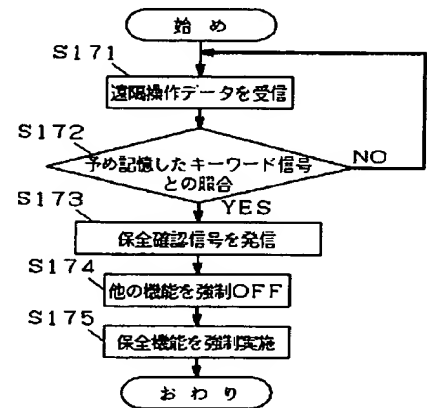 始め
S171
遠隔操作データを受信
S172
予め記憶したキーワード信号
との照合
NO
YES
S173
保全確認信号を発信
S174
他の機能を強制OFF
S175
保全機能を強制実施
おわり